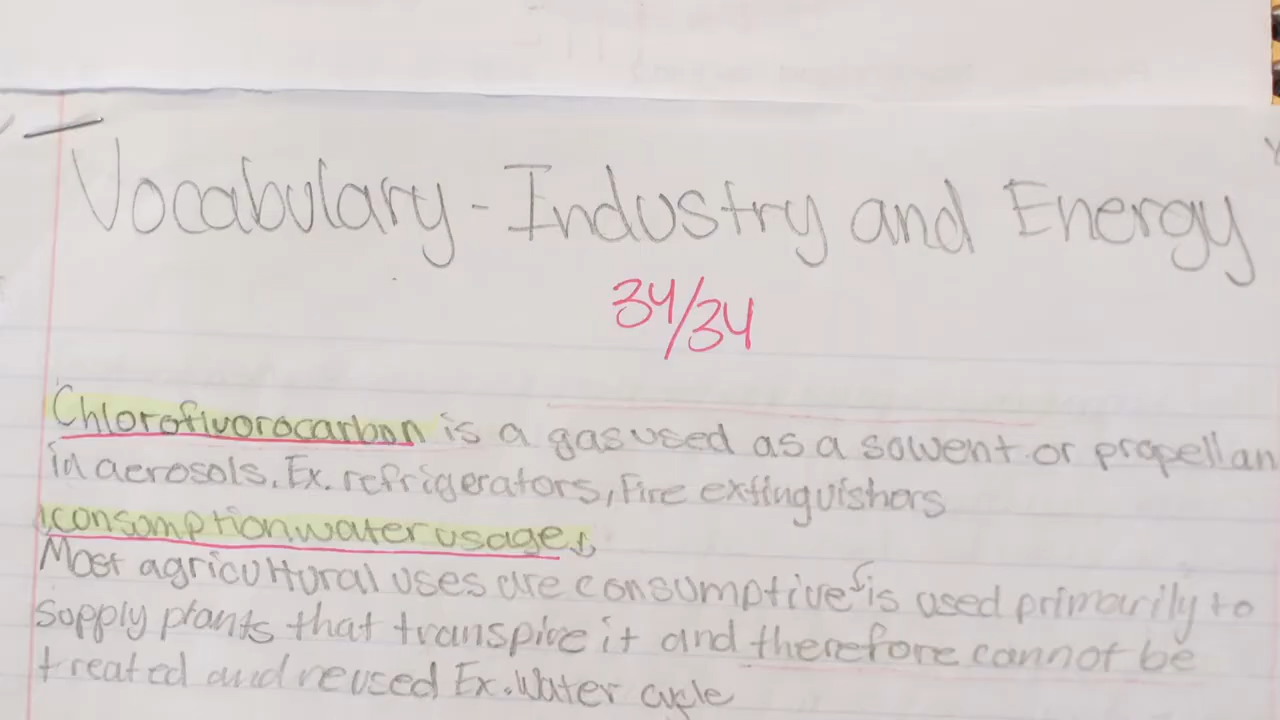 Vocabulary - Industry and Energy
34/34
Chlorofluorocarbon is a gas used as a solvent or propellan
in aerosols. Ex. refrigerators, Fire extinguishors
consumption water usage
Most agricultural uses are consumptive is used primarily to
supply plants that transpire it and therefore cannot be
treated and reused Ex. Water cycle